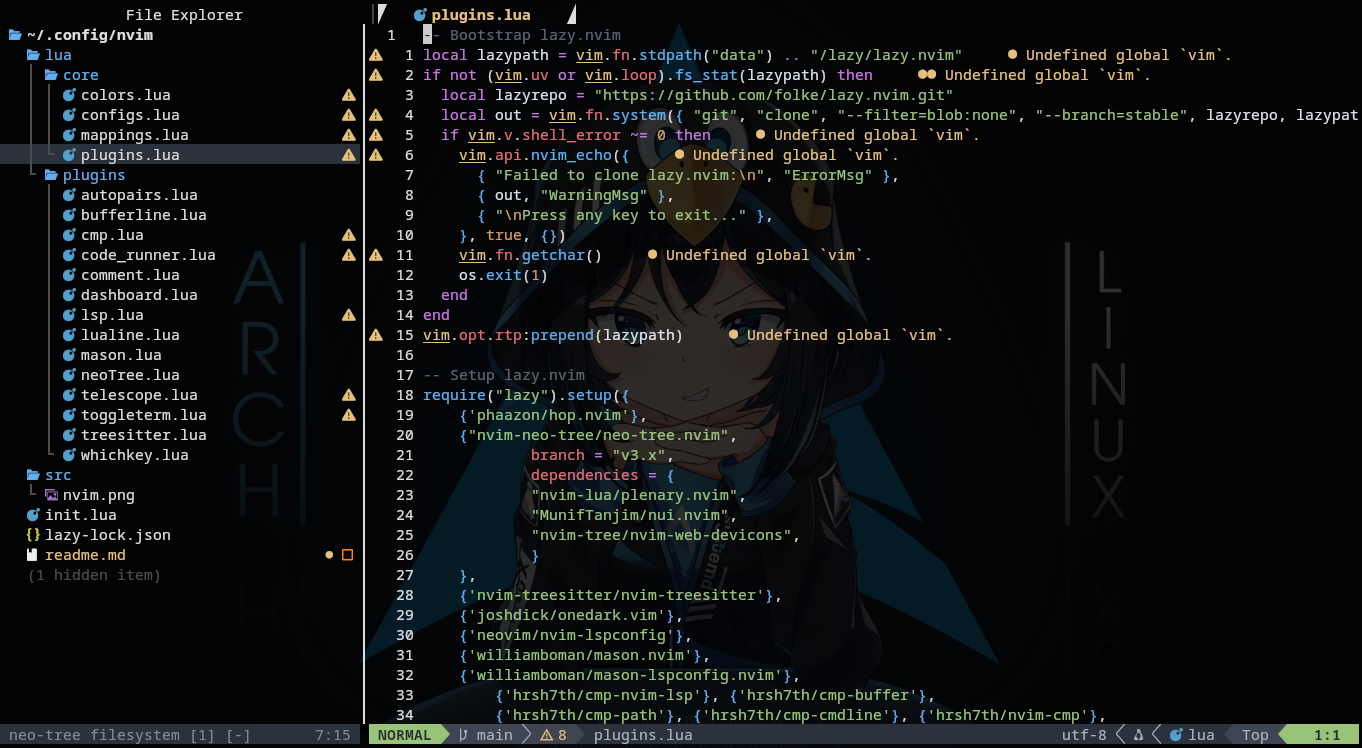 File Explorer
~/.config/nvim
lua
core
colors.lua
configs.lua
mappings.lua
plugins.lua
plugins
autopairs.lua
bufferline.lua
cmp.lua
code_runner.lua
comment.lua
dashboard.lua
lsp.lua
lualine.lua
mason.lua
neoTree.lua
telescope.lua
toggleterm.lua
treesitter.lua
whichkey.lua
src
nvim.png
init.lua
lazy-lock.json
readme.md
(1 hidden item)
neo-tree filesystem [1] [-] 7:15
plugins.lua
1 -- Bootstrap lazy.nvim
1 local lazypath = vim.fn.stdpath("data") .. "/lazy/lazy.nvim" ● Undefined global `vim`.
2 if not (vim.uv or vim.loop).fs_stat(lazypath) then ●● Undefined global `vim`.
3 local lazyrepo = "https://github.com/folke/lazy.nvim.git"
4 local out = vim.fn.system({ "git", "clone", "--filter=blob:none", "--branch=stable", lazyrepo, lazypat
5 if vim.v.shell_error ~= 0 then ● Undefined global `vim`.
6 vim.api.nvim_echo({ ● Undefined global `vim`.
7 { "Failed to clone lazy.nvim:\n", "ErrorMsg" },
8 { out, "WarningMsg" },
9 { "\nPress any key to exit..." },
10 }, true, {})
11 vim.fn.getchar() ● Undefined global `vim`.
12 os.exit(1)
13 end
14 end
15 vim.opt.rtp:prepend(lazypath) ● Undefined global `vim`.
16
17 -- Setup lazy.nvim
18 require("lazy").setup({
19 {'phaazon/hop.nvim'},
20 {"nvim-neo-tree/neo-tree.nvim",
21 branch = "v3.x",
22 dependencies = {
23 "nvim-lua/plenary.nvim",
24 "MunifTanjim/nui.nvim",
25 "nvim-tree/nvim-web-devicons",
26 }
27 },
28 {'nvim-treesitter/nvim-treesitter'},
29 {'joshdick/onedark.vim'},
30 {'neovim/nvim-lspconfig'},
31 {'williamboman/mason.nvim'},
32 {'williamboman/mason-lspconfig.nvim'},
33 {'hrsh7th/cmp-nvim-lsp'}, {'hrsh7th/cmp-buffer'},
34 {'hrsh7th/cmp-path'}, {'hrsh7th/cmp-cmdline'}, {'hrsh7th/nvim-cmp'},
NORMAL main 8 plugins.lua utf-8 lua Top 1:1
ARCH
LINUX